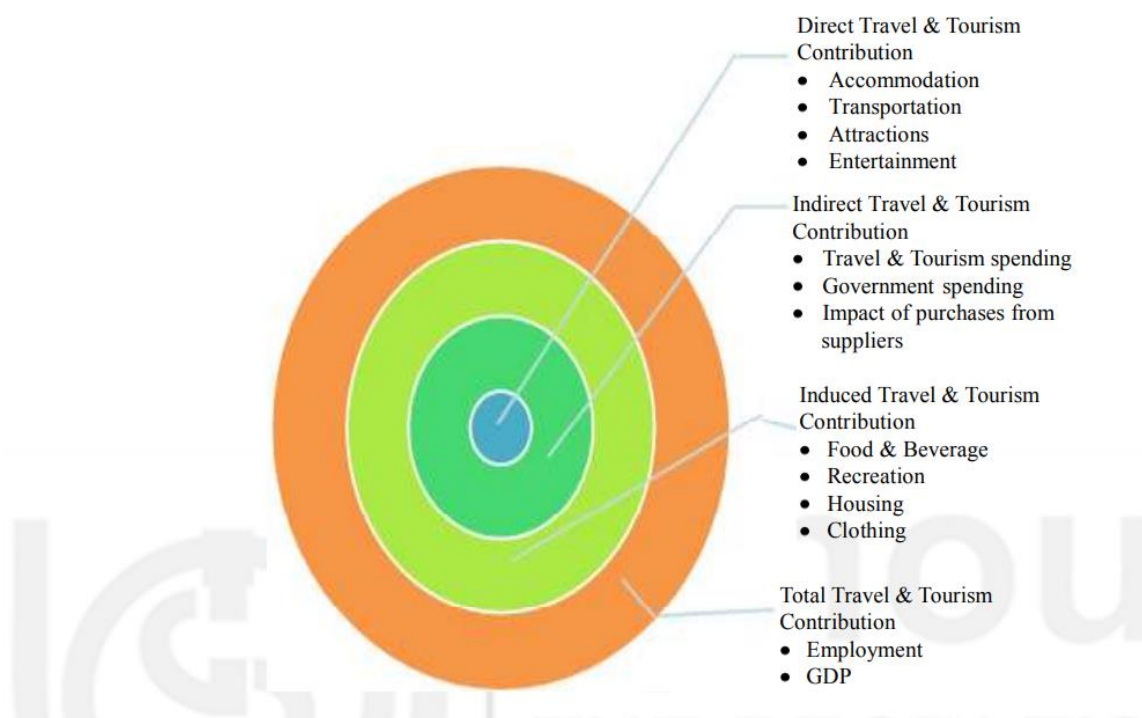 Direct Travel & Tourism
Contribution
• Accommodation
• Transportation
• Attractions
• Entertainment
Indirect Travel & Tourism
Contribution
• Travel & Tourism spending
• Government spending
• Impact of purchases from
suppliers
Induced Travel & Tourism
Contribution
• Food & Beverage
• Recreation
• Housing
• Clothing
Total Travel & Tourism
Contribution
• Employment
• GDP